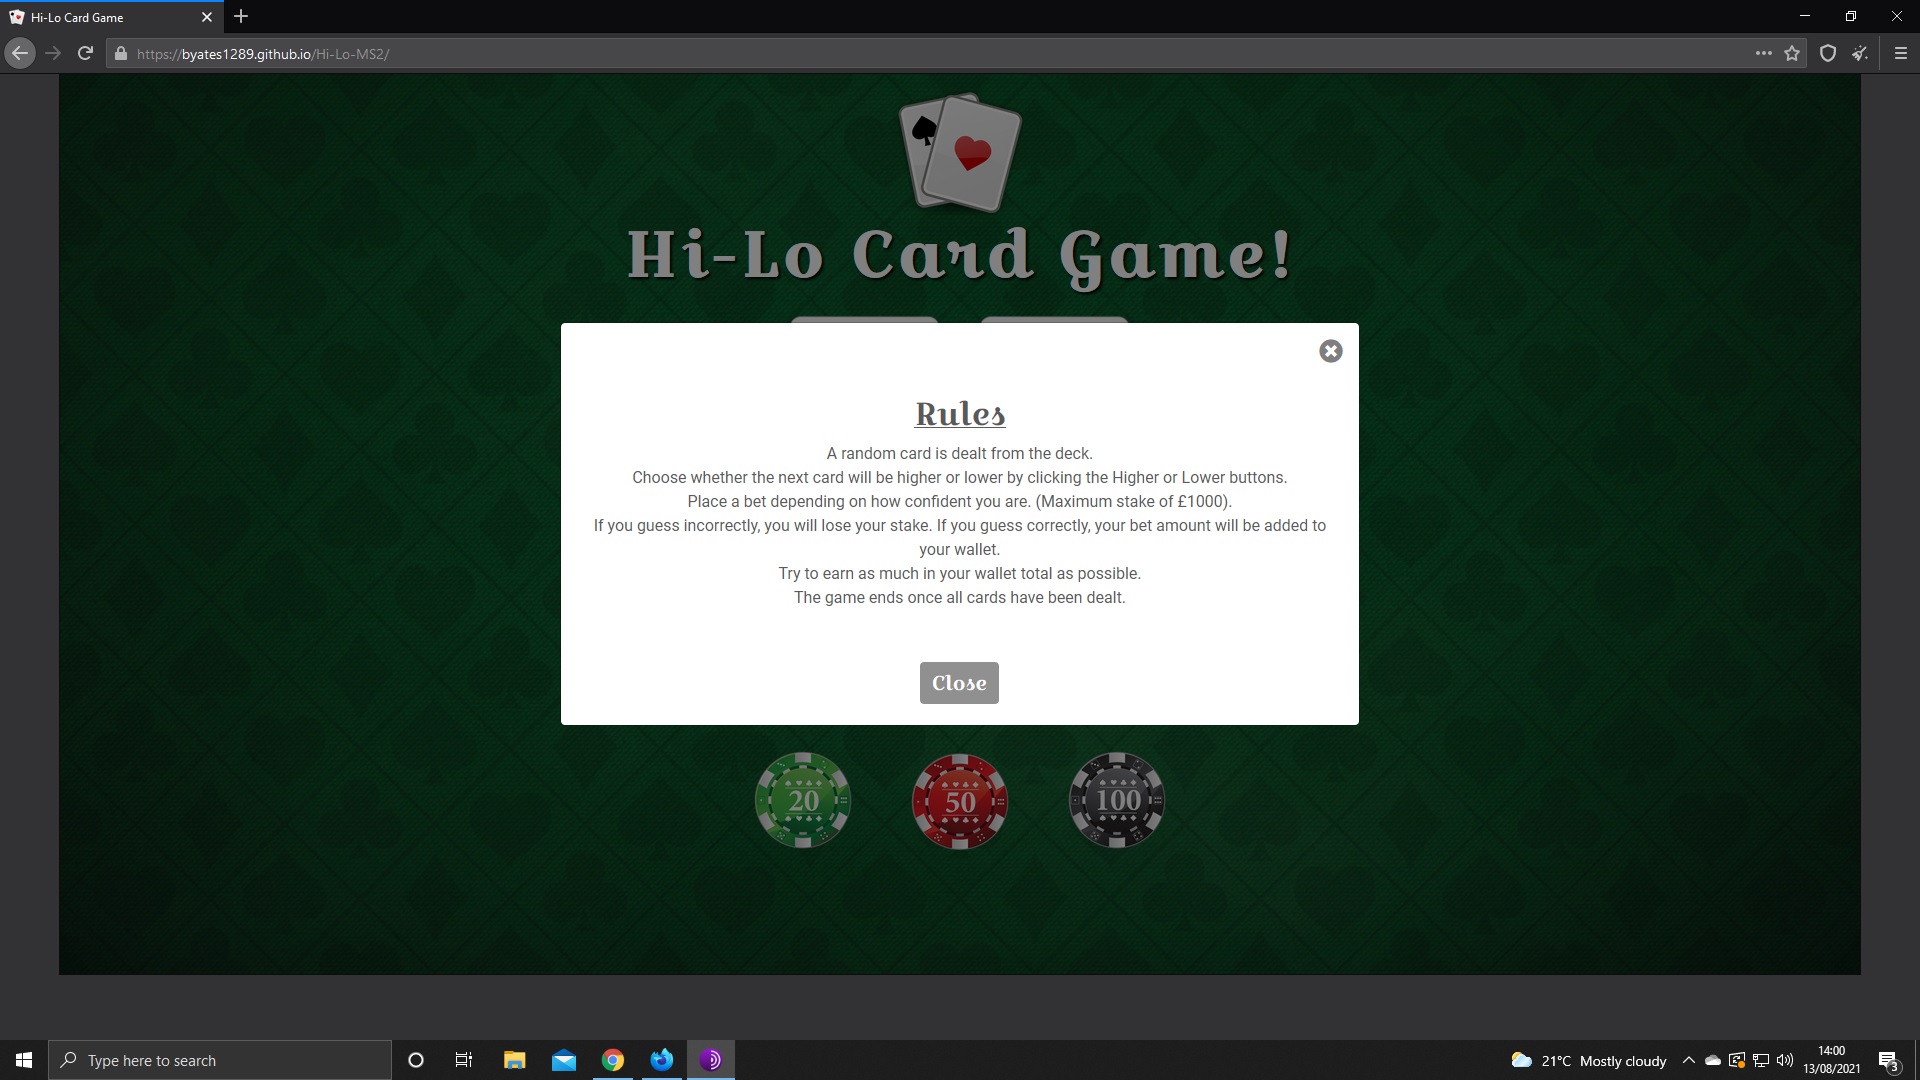 Hi-Lo Card Game
https://byates1289.github.io/Hi-Lo-MS2/
Hi-Lo Card Game!
Rules
A random card is dealt from the deck.
Choose whether the next card will be higher or lower by clicking the Higher or Lower buttons.
Place a bet depending on how confident you are. (Maximum stake of £1000).
If you guess incorrectly, you will lose your stake. If you guess correctly, your bet amount will be added to
your wallet.
Try to earn as much in your wallet total as possible.
The game ends once all cards have been dealt.
Close
20 50 100
Type here to search
21°C Mostly cloudy
14:00
13/08/2021
3